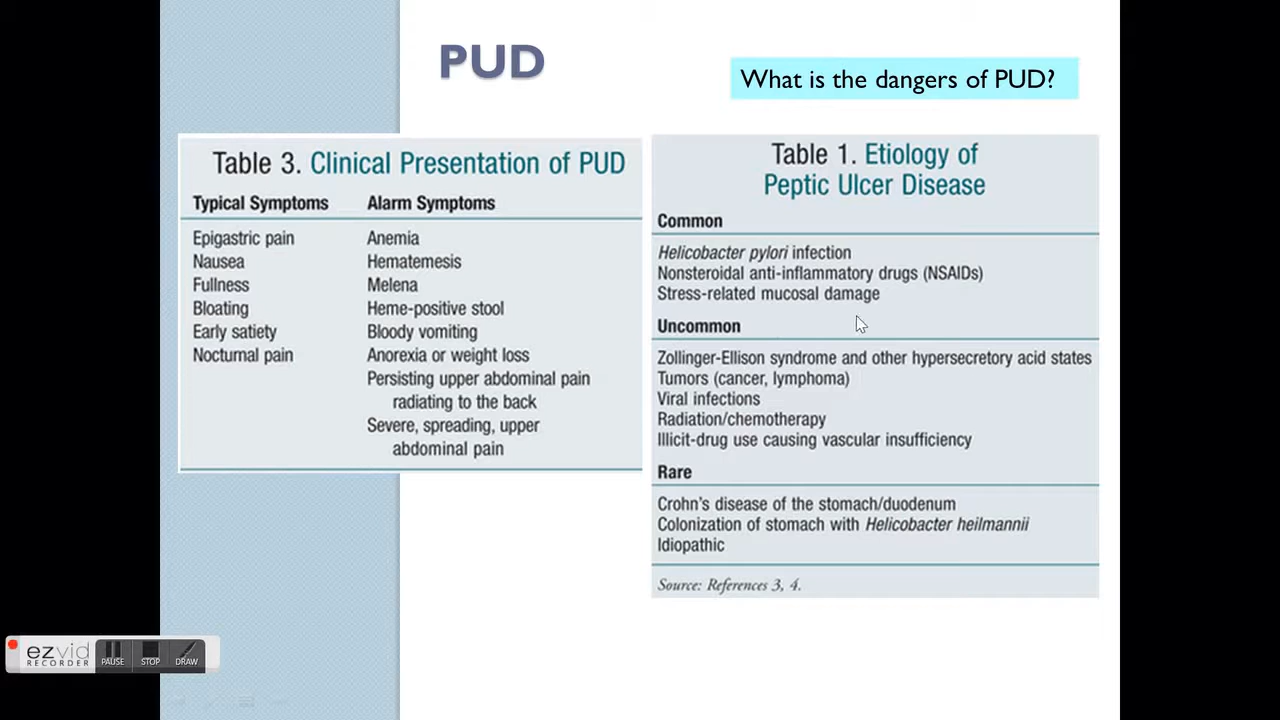 PUD
What is the dangers of PUD?
Table 3. Clinical Presentation of PUD
Typical Symptoms Alarm Symptoms
Epigastric pain Anemia
Nausea Hematemesis
Fullness Melena
Bloating Heme-positive stool
Early satiety Bloody vomiting
Nocturnal pain Anorexia or weight loss
Persisting upper abdominal pain
radiating to the back
Severe, spreading, upper
abdominal pain
Table 1. Etiology of
Peptic Ulcer Disease
Common
Helicobacter pylori infection
Nonsteroidal anti-inflammatory drugs (NSAIDs)
Stress-related mucosal damage
Uncommon
Zollinger-Ellison syndrome and other hypersecretory acid states
Tumors (cancer, lymphoma)
Viral infections
Radiation/chemotherapy
Illicit-drug use causing vascular insufficiency
Rare
Crohn's disease of the stomach/duodenum
Colonization of stomach with Helicobacter heilmannii
Idiopathic
Source: References 3, 4.
ezvid
RECORDER
PAUSE STOP DRAW